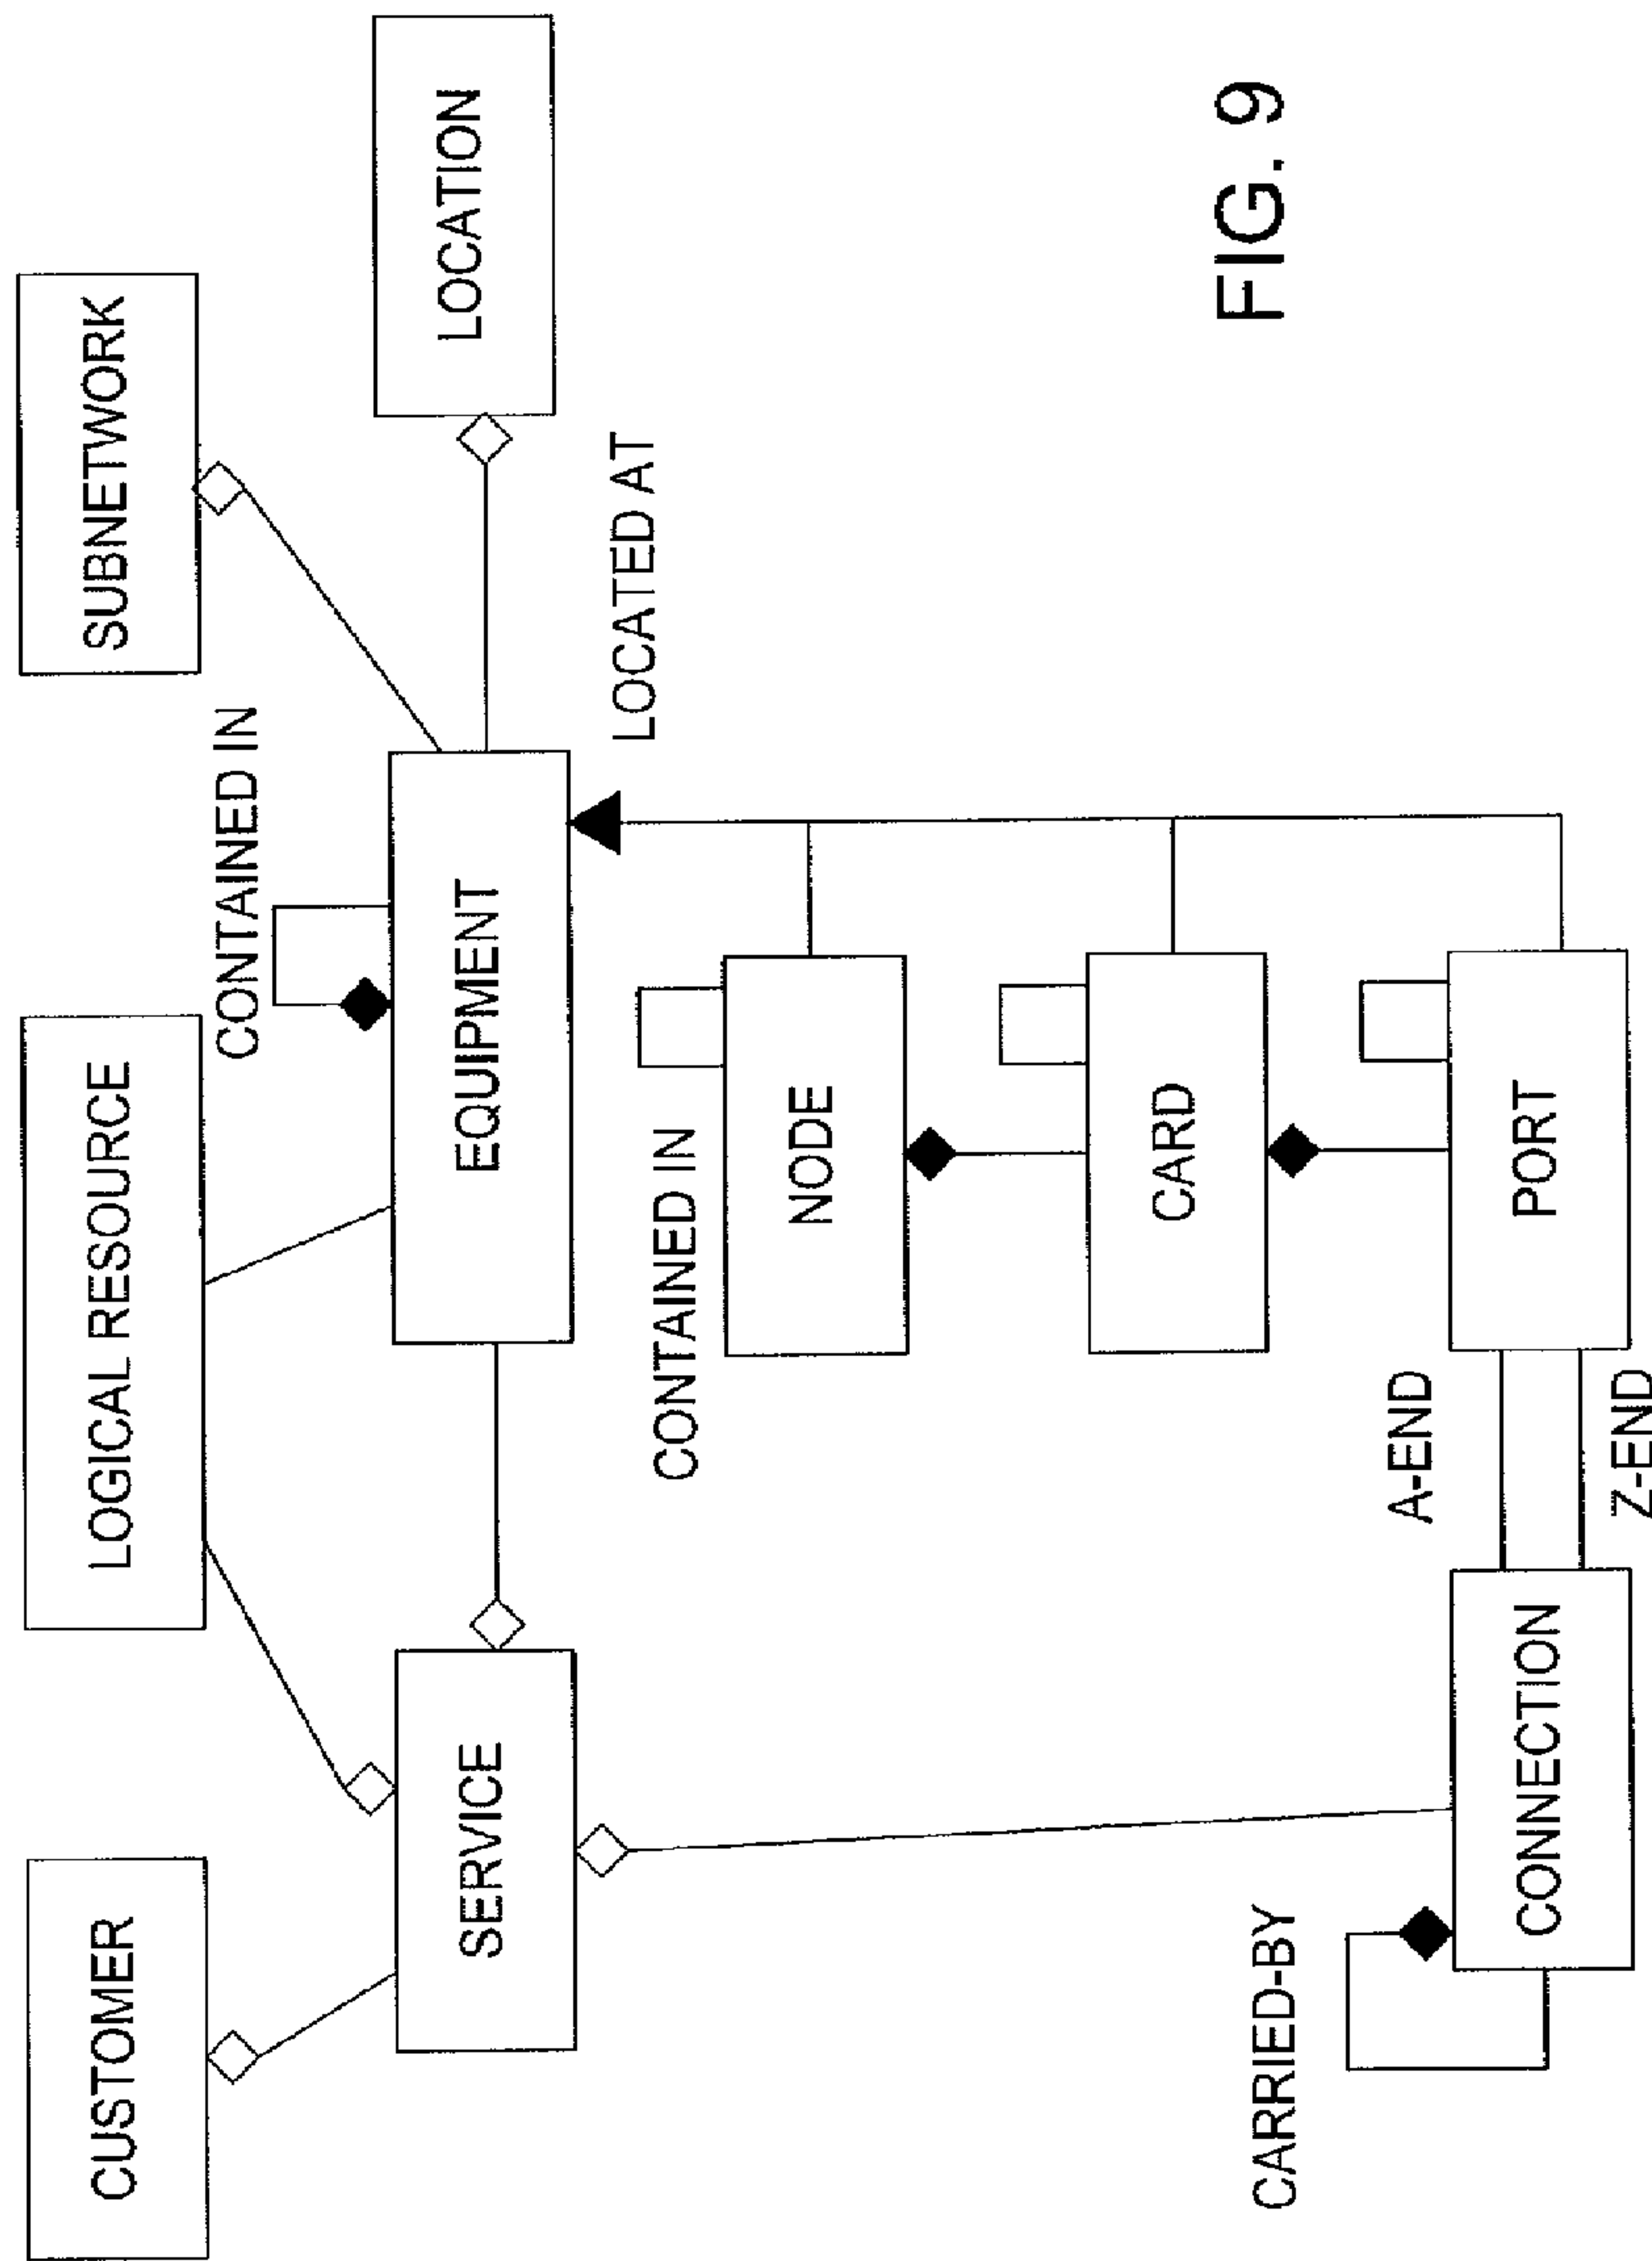 CUSTOMER
LOGICAL RESOURCE
SUBNETWORK
CONTAINED IN
SERVICE
EQUIPMENT
LOCATION
LOCATED AT
CONTAINED IN
NODE
CARD
CARRIED-BY
A-END
CONNECTION
PORT
Z-END
FIG. 9